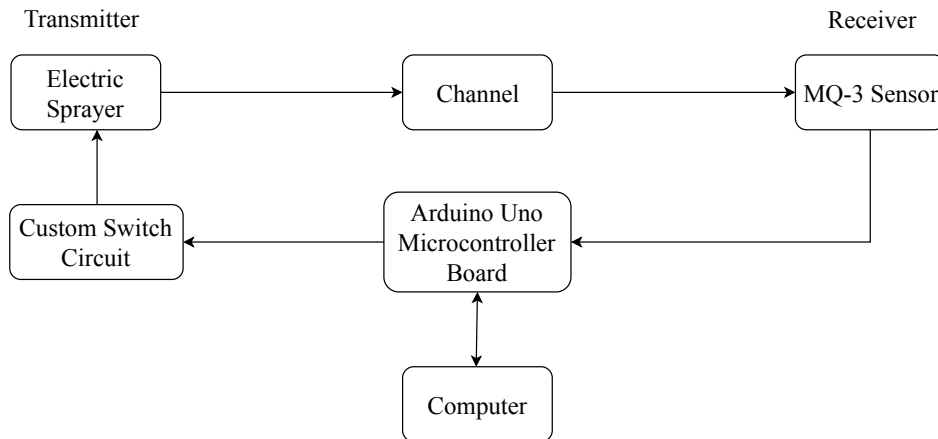 Transmitter
Receiver
Electric
Sprayer
Channel
MQ-3 Sensor
Custom Switch
Circuit
Arduino Uno
Microcontroller
Board
Computer